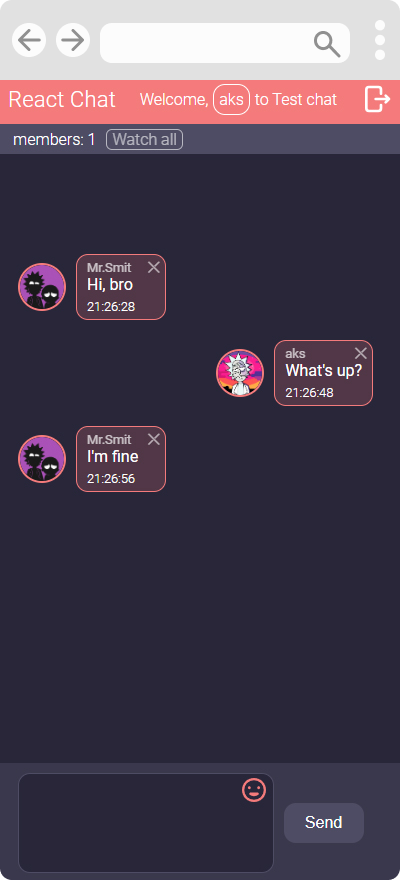 React Chat
Welcome, aks to Test chat
members: 1 Watch all
Mr.Smit
Hi, bro
21:26:28
aks
What's up?
21:26:48
Mr.Smit
I'm fine
21:26:56
Send